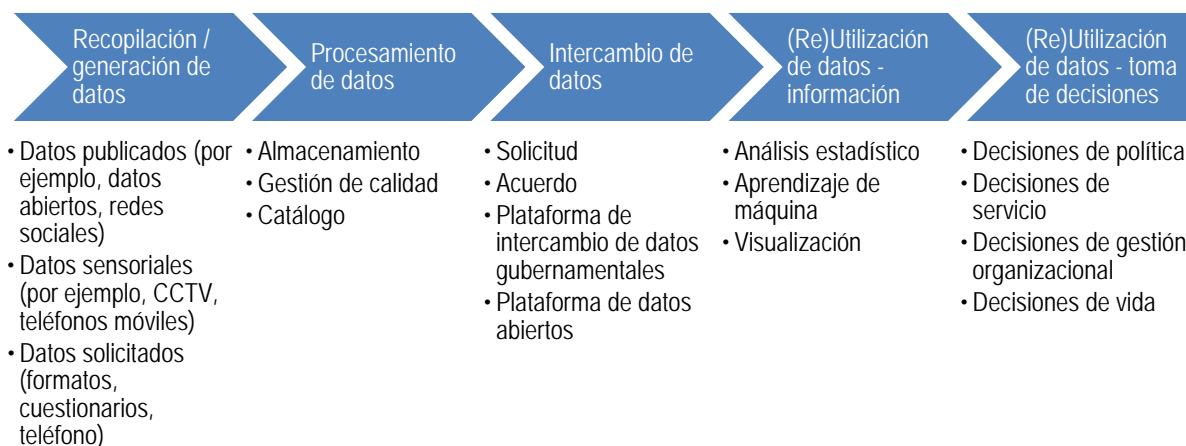 Recopilación /
generación de
datos
Procesamiento
de datos
Intercambio de
datos
(Re)Utilización
de datos -
información
(Re)Utilización
de datos - toma
de decisiones
• Datos publicados (por
ejemplo, datos
abiertos, redes
sociales)
• Datos sensoriales
(por ejemplo, CCTV,
teléfonos móviles)
• Datos solicitados
(formatos,
cuestionarios,
teléfono)
• Almacenamiento
• Gestión de calidad
• Catálogo
• Solicitud
• Acuerdo
• Plataforma de
intercambio de datos
gubernamentales
• Plataforma de datos
abiertos
• Análisis estadístico
• Aprendizaje de
máquina
• Visualización
• Decisiones de política
• Decisiones de
servicio
• Decisiones de gestión
organizacional
• Decisiones de vida